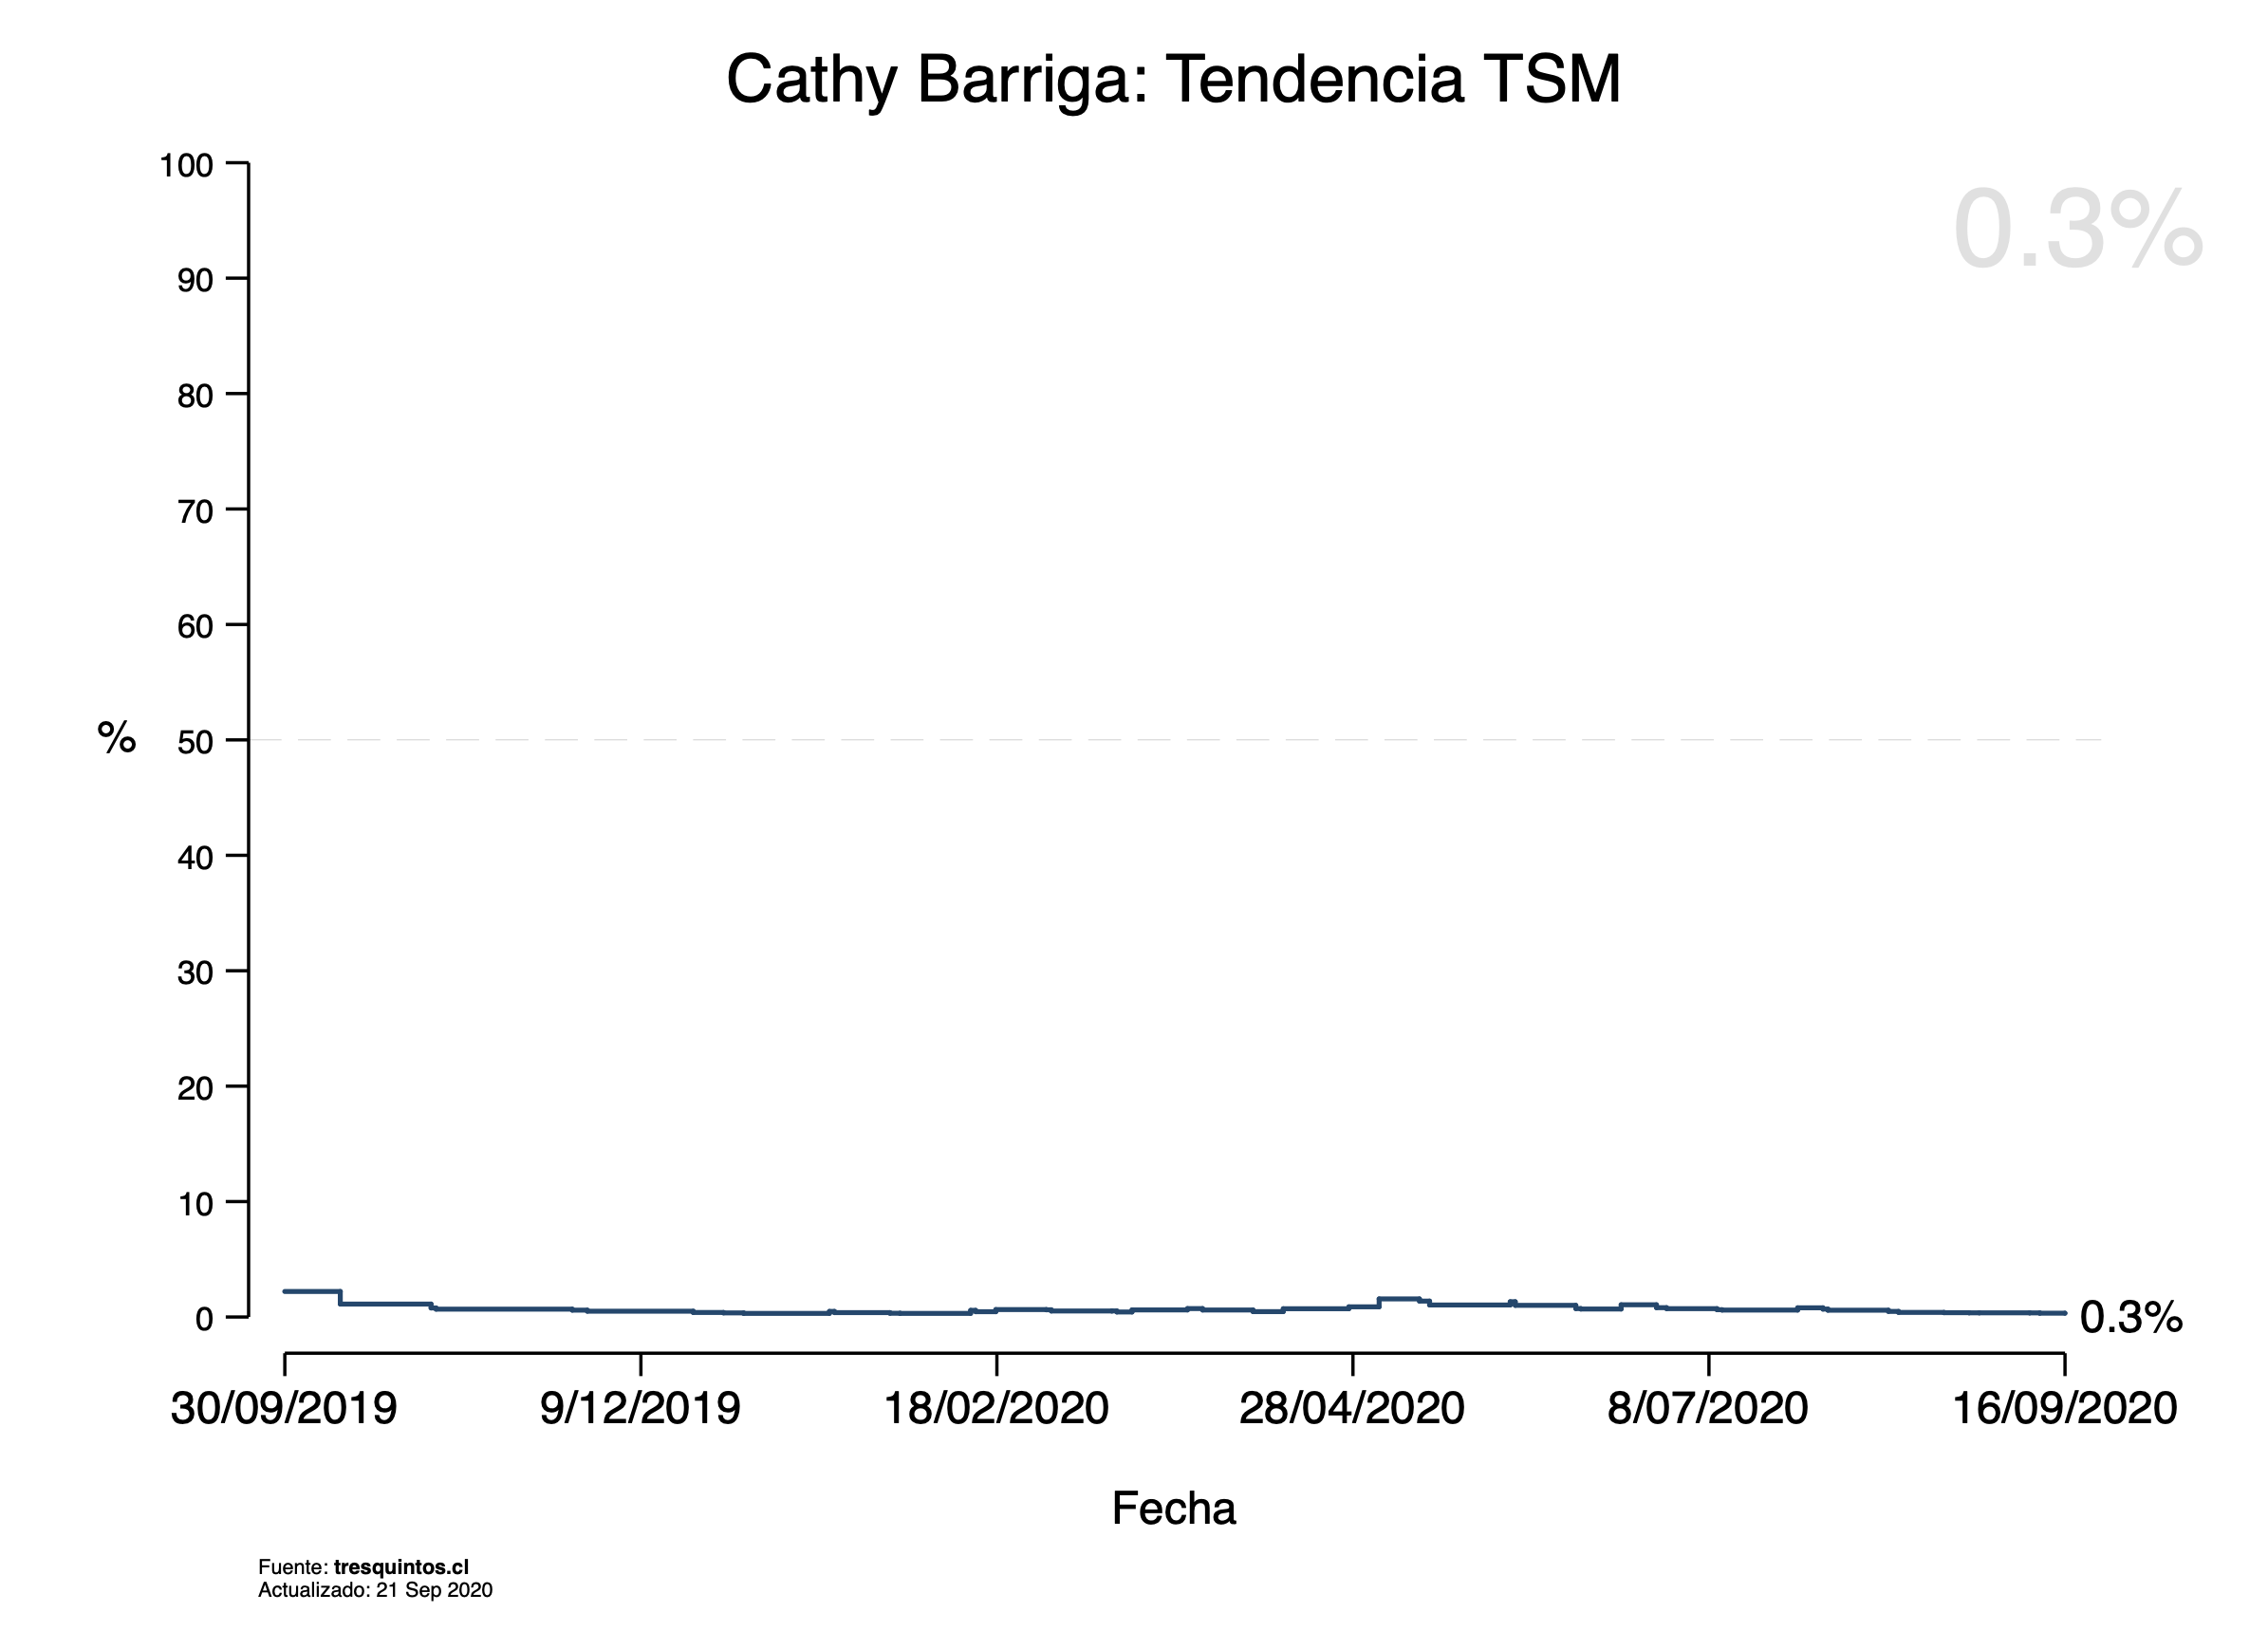 Cathy Barriga: Tendencia TSM
0.3%
100
90
80
70
60
50
40
30
20
10
0
%
0.3%
30/09/2019 9/12/2019 18/02/2020 28/04/2020 8/07/2020 16/09/2020
Fecha
Fuente: tresquintos.cl
Actualizado: 21 Sep 2020